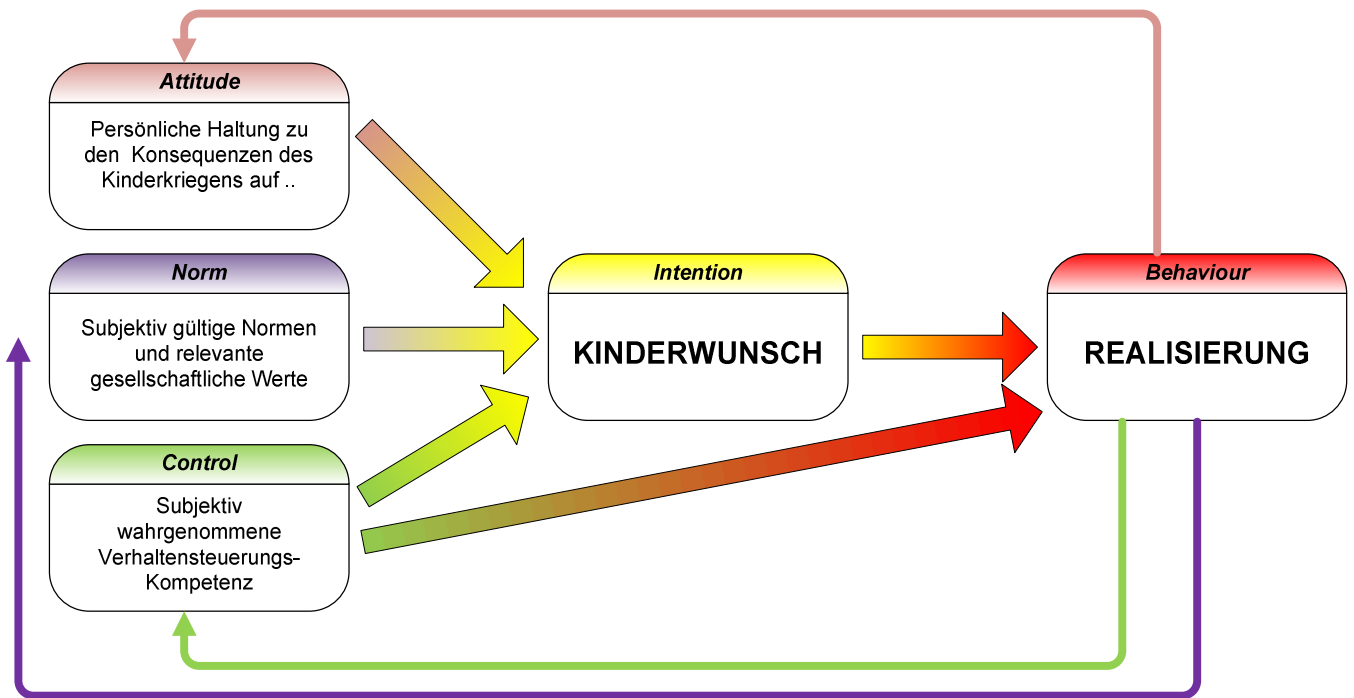 Attitude
Persönliche Haltung zu
den Konsequenzen des
Kinderkriegens auf ..
Norm
Subjektiv gültige Normen
und relevante
gesellschaftliche Werte
Control
Subjektiv
wahrgenommene
Verhaltensteuerungs-
Kompetenz
Intention
KINDERWUNSCH
Behaviour
REALISIERUNG